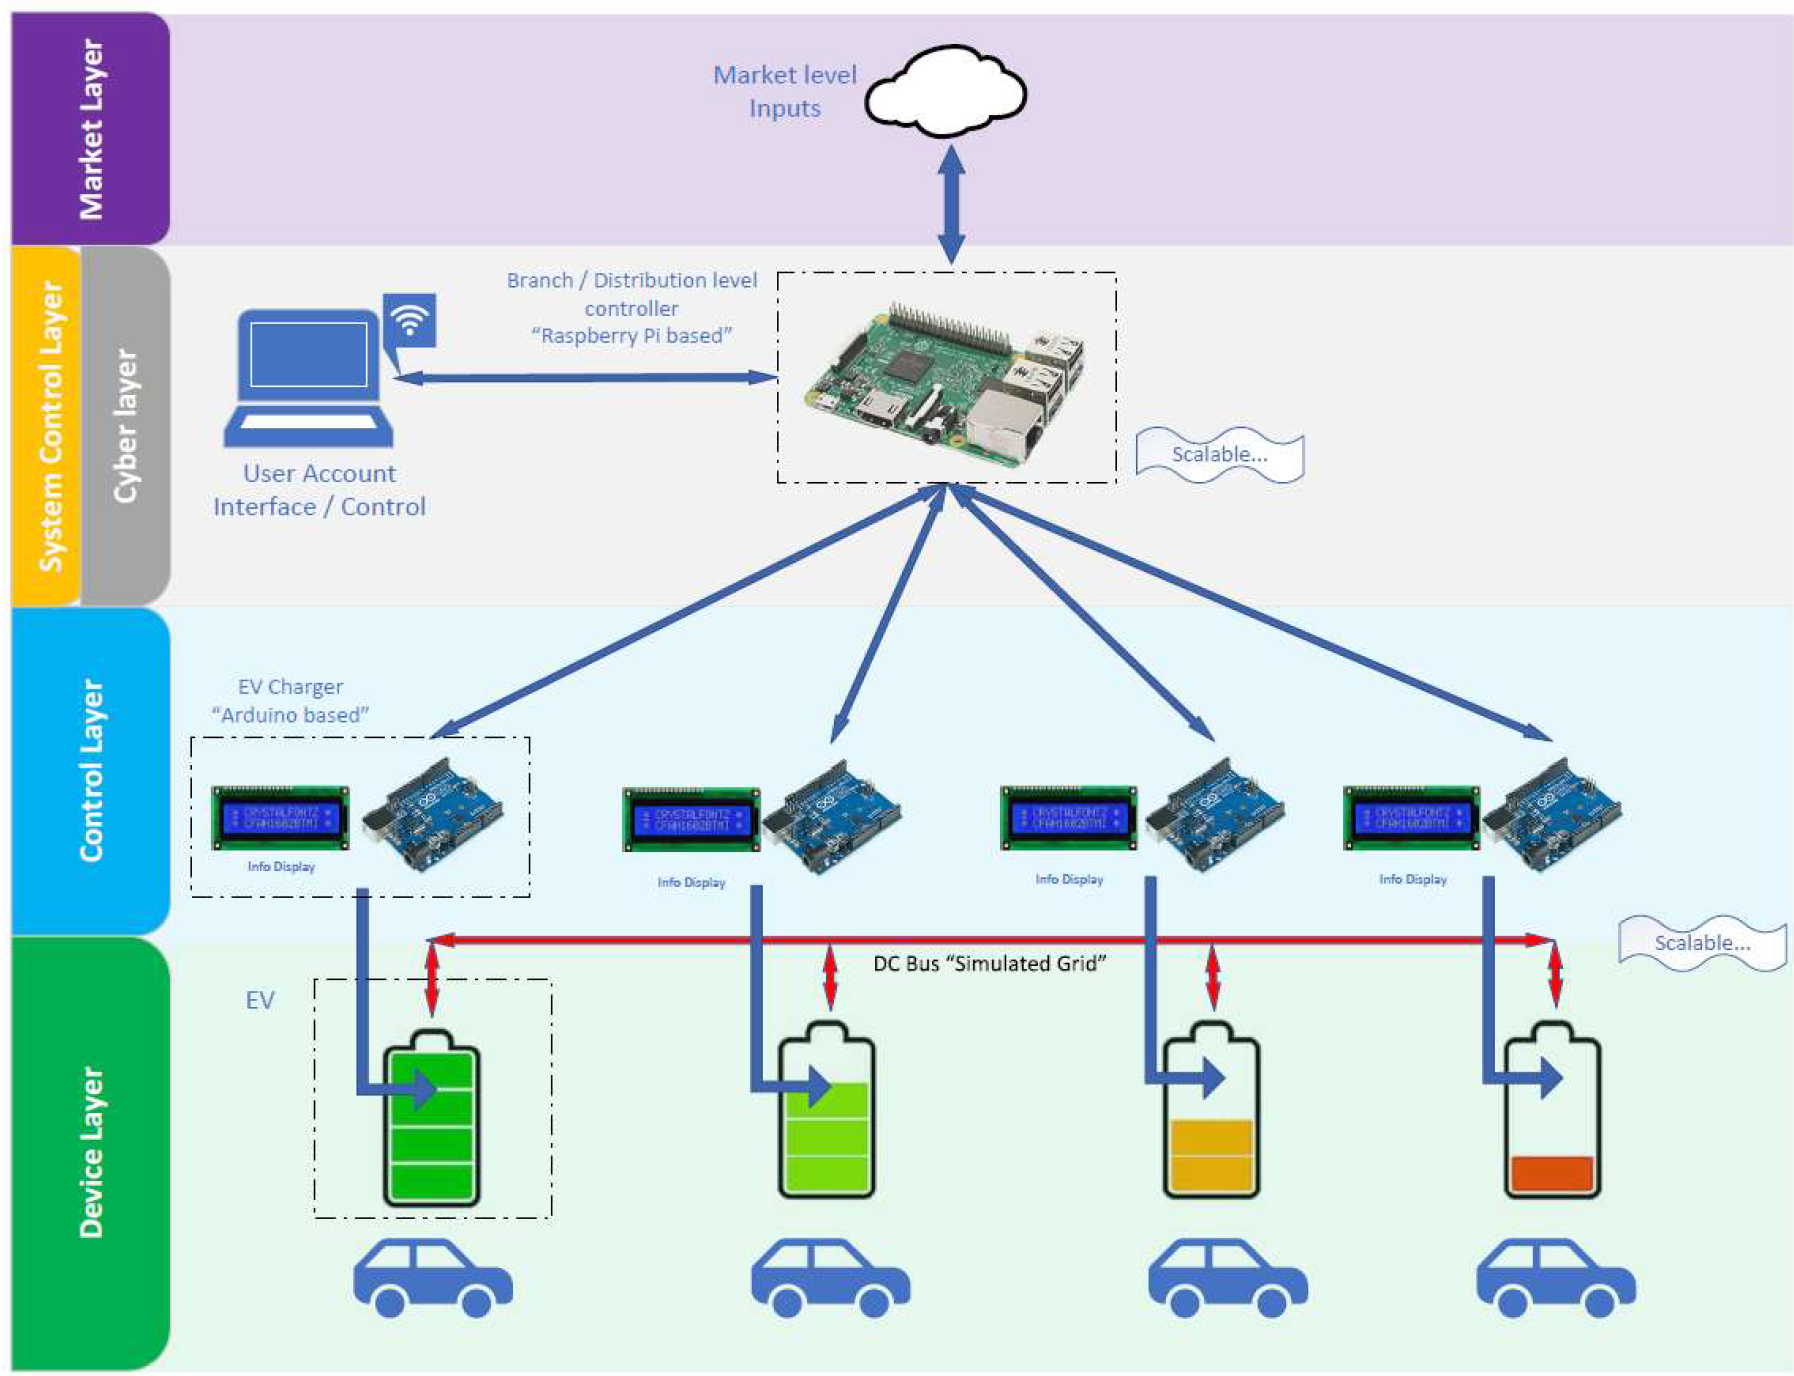 Market Layer
Market level
Inputs
System Control Layer
Cyber layer
Branch / Distribution level
controller
“Raspberry Pi based”
User Account
Interface / Control
Scalable...
Control Layer
EV Charger
“Arduino based”
CRYSTALFONTZ
CFAH1602BTMI
Info Display
CRYSTALFONTZ
CFAH1602BTMI
Info Display
CRYSTALFONTZ
CFAH1602BTMI
Info Display
CRYSTALFONTZ
CFAH1602BTMI
Info Display
Scalable...
DC Bus “Simulated Grid”
Device Layer
EV